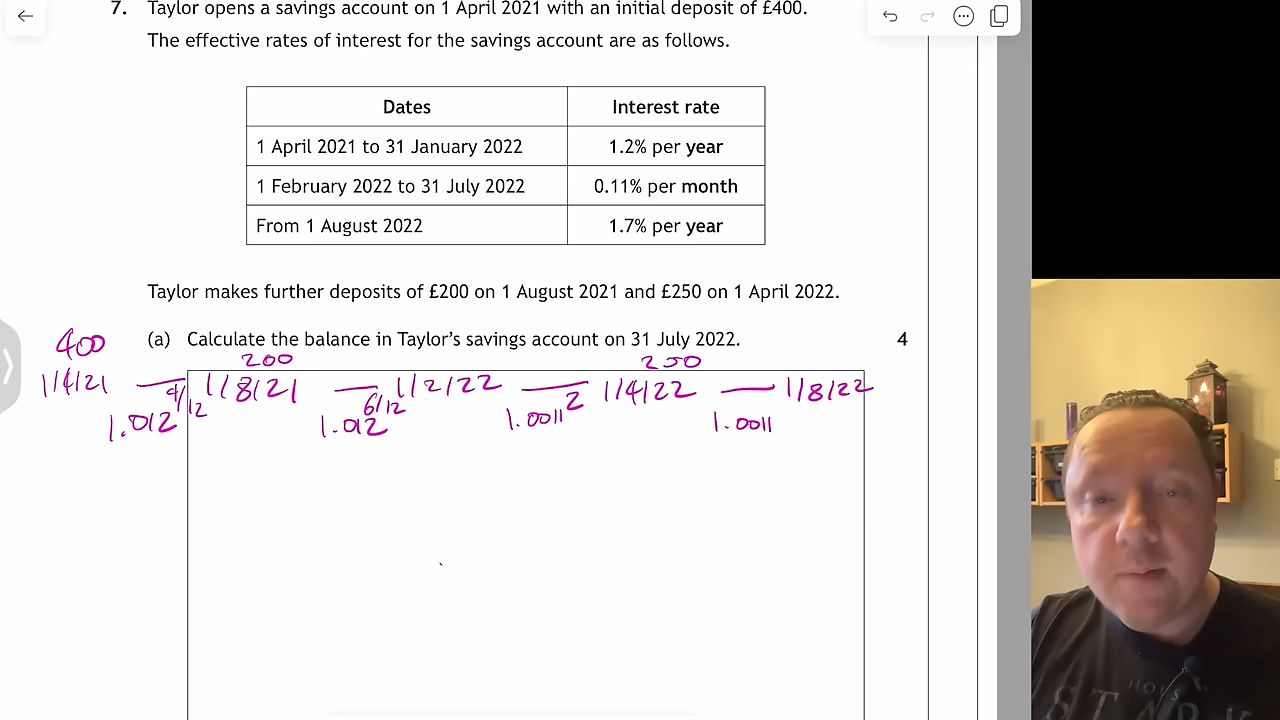 7. Taylor opens a savings account on 1 April 2021 with an initial deposit of £400.
The effective rates of interest for the savings account are as follows.
Dates Interest rate
1 April 2021 to 31 January 2022 1.2% per year
1 February 2022 to 31 July 2022 0.11% per month
From 1 August 2022 1.7% per year
Taylor makes further deposits of £200 on 1 August 2021 and £250 on 1 April 2022.
(a) Calculate the balance in Taylor's savings account on 31 July 2022. 4
400 200 250
1/4/21 — 1/8/21 — 1/2/22 — 1/4/22 — 1/8/22
1.012 4/12 1.012 6/12 1.0011 2 1.0011